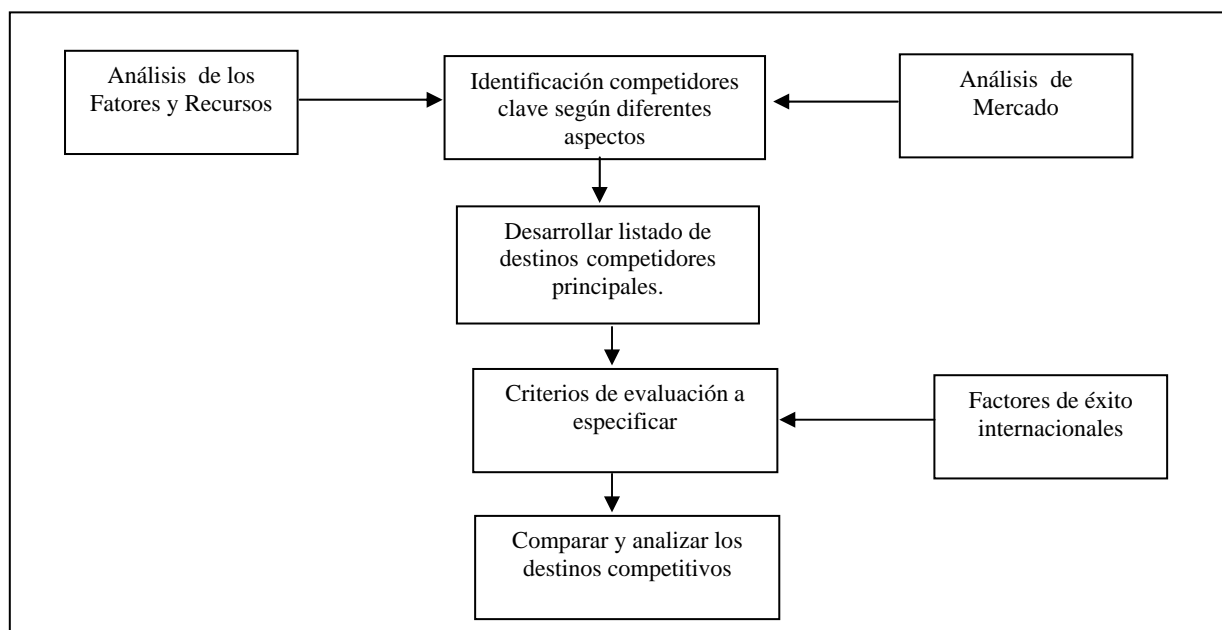 Análisis de los
Fatores y Recursos
Identificación competidores
clave según diferentes
aspectos
Análisis de
Mercado
Desarrollar listado de
destinos competidores
principales.
Criterios de evaluación a
especificar
Factores de éxito
internacionales
Comparar y analizar los
destinos competitivos